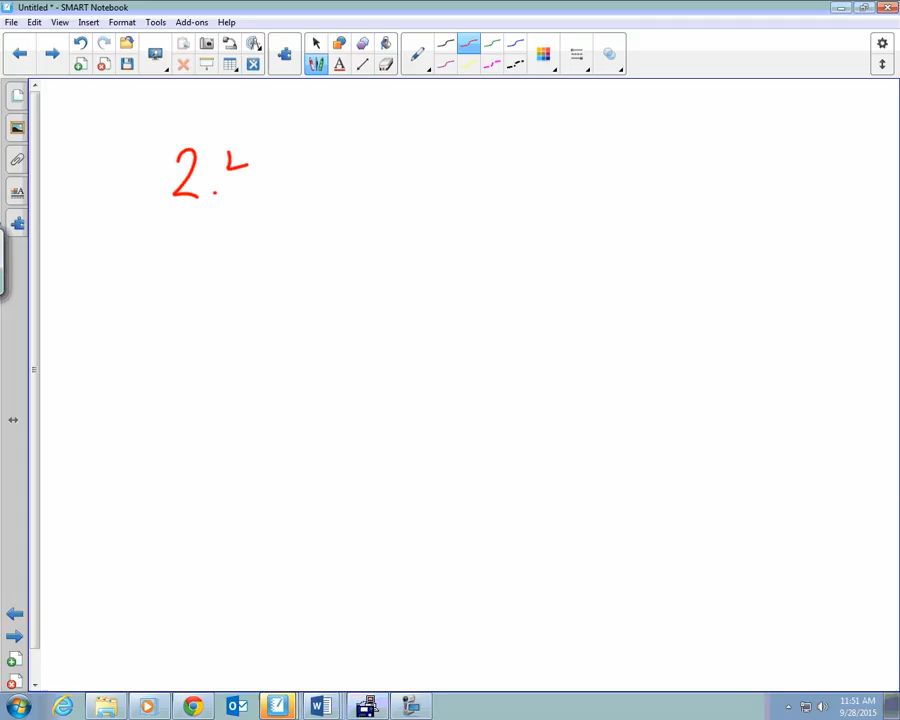 Untitled * - SMART Notebook
File Edit View Insert Format Tools Add-ons Help
2.
11:51 AM
9/28/2015